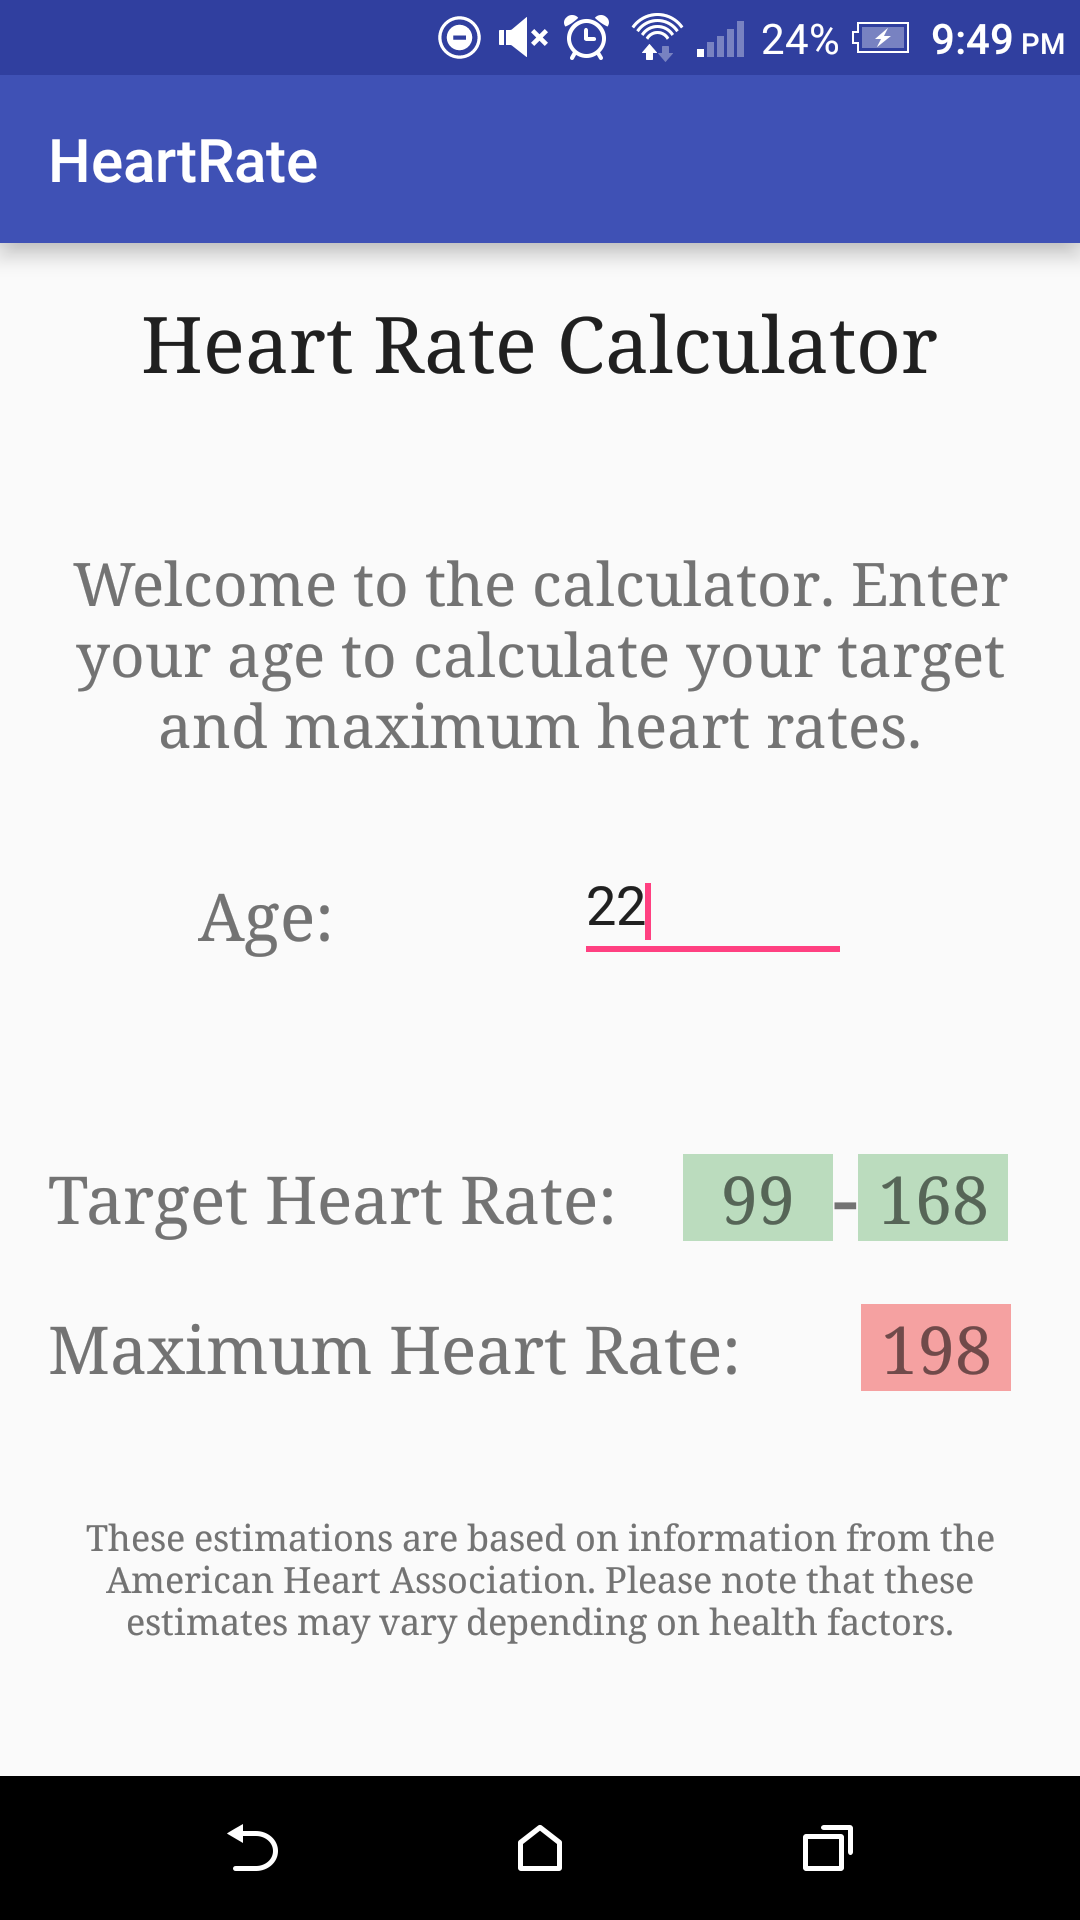 24% 9:49 PM
HeartRate
Heart Rate Calculator
Welcome to the calculator. Enter
your age to calculate your target
and maximum heart rates.
Age: 22
Target Heart Rate: 99-168
Maximum Heart Rate: 198
These estimations are based on information from the
American Heart Association. Please note that these
estimates may vary depending on health factors.